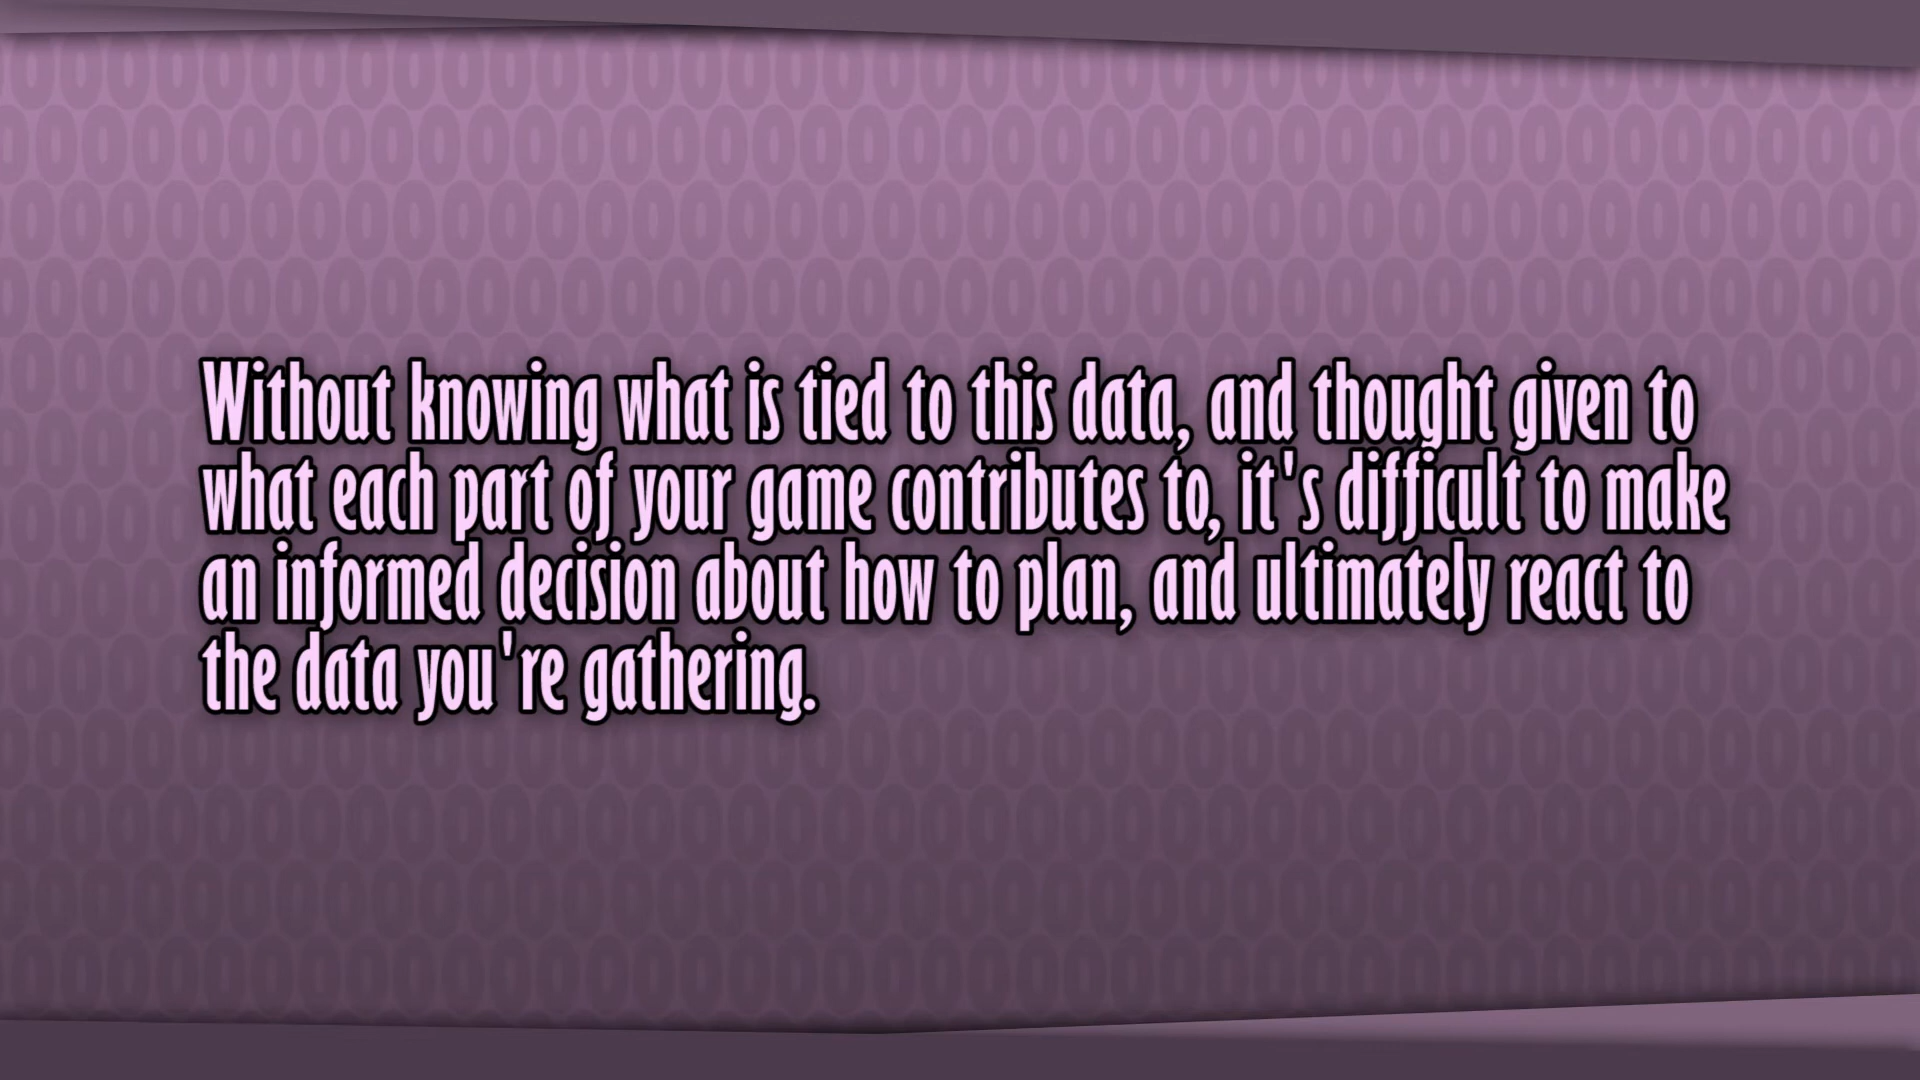 Without knowing what is tied to this data, and thought given to
what each part of your game contributes to, it's difficult to make
an informed decision about how to plan, and ultimately react to
the data you're gathering.